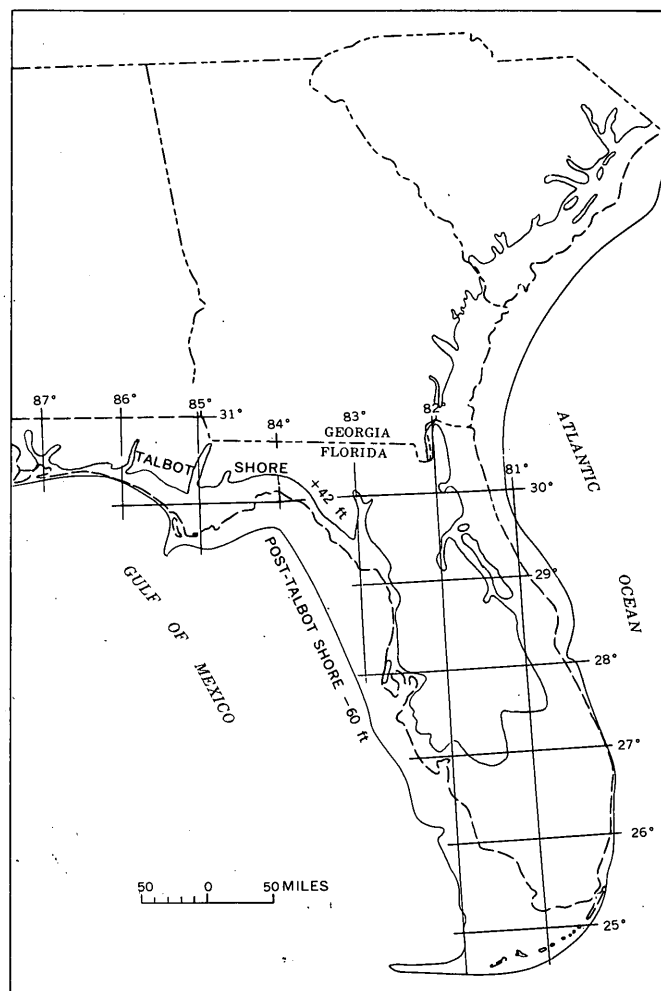 87°
86°
85°
31°
84°
83°
82°
GEORGIA
FLORIDA
TALBOT
SHORE
+42 ft
81°
30°
ATLANTIC
OCEAN
29°
GULF OF MEXICO
POST-TALBOT SHORE -60 ft
28°
27°
26°
25°
50 0 50 MILES